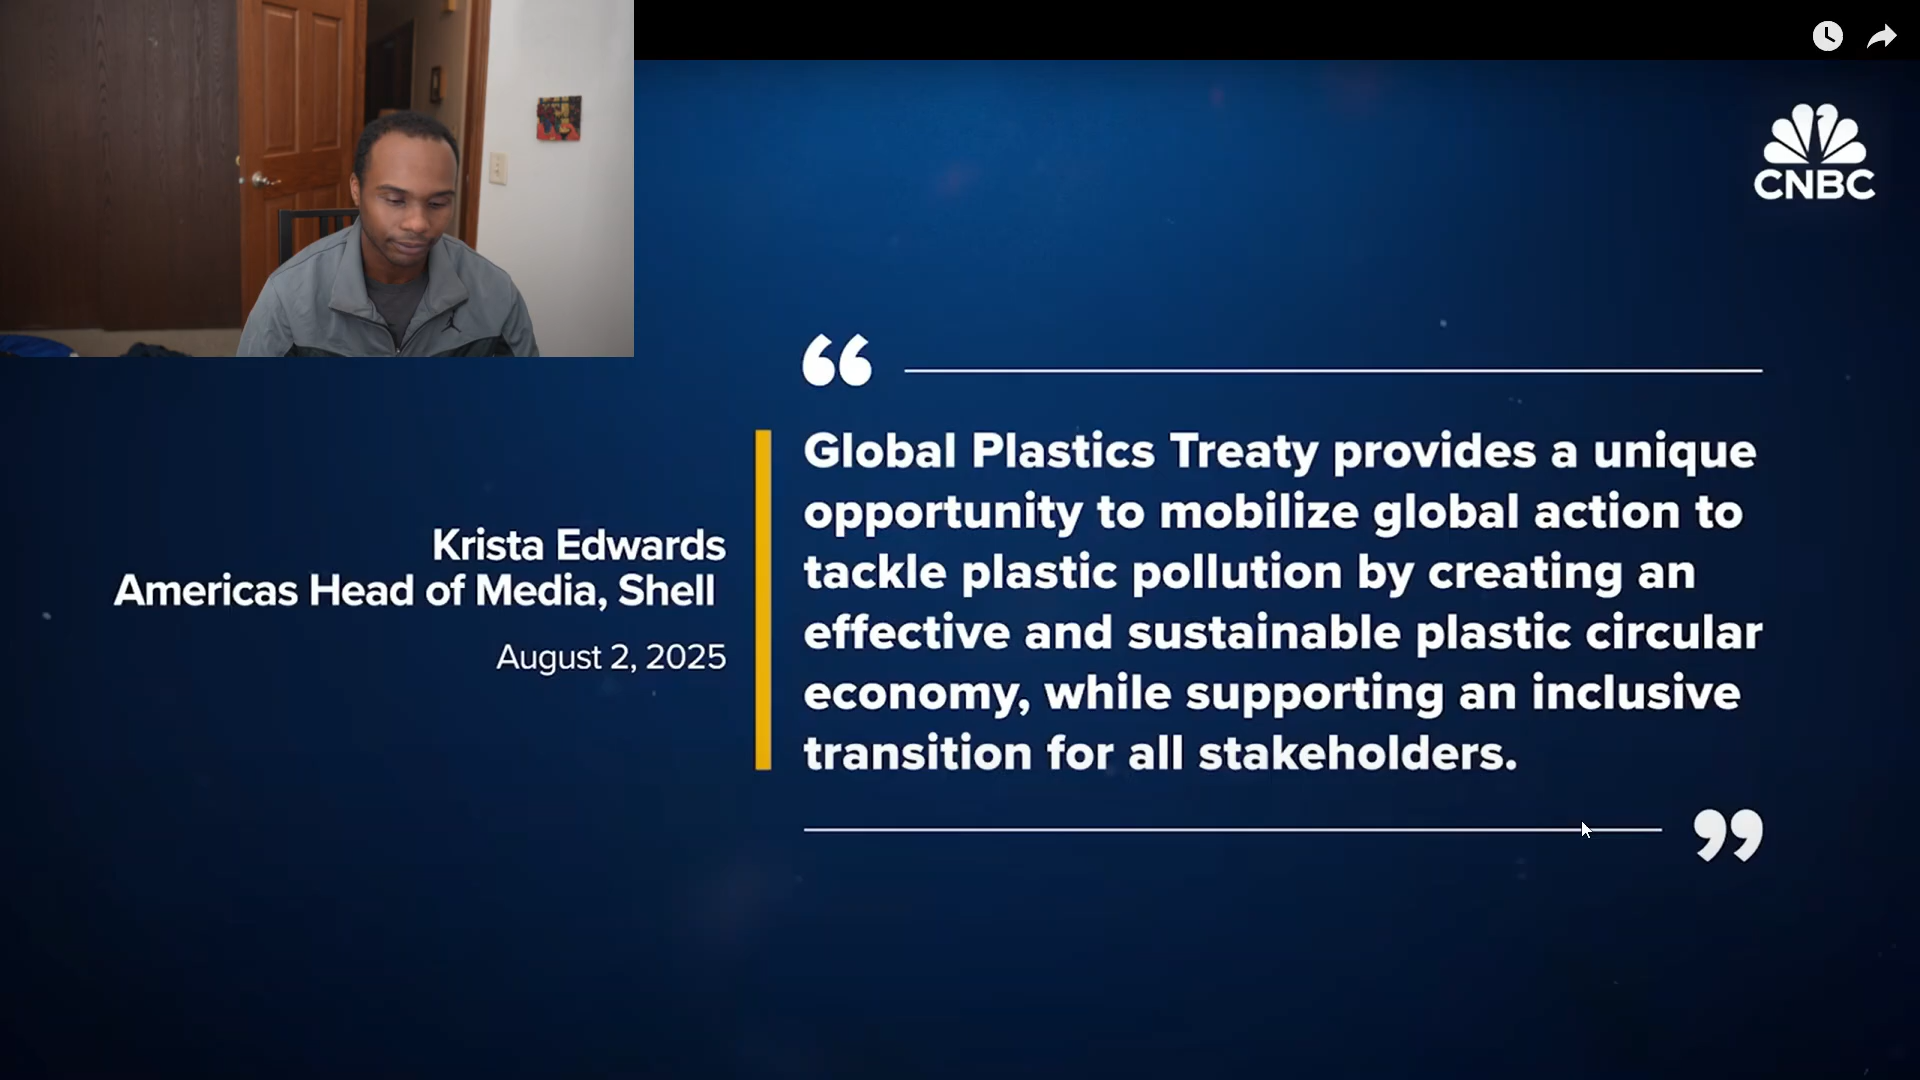 CNBC
Krista Edwards
Americas Head of Media, Shell
August 2, 2025
“
Global Plastics Treaty provides a unique
opportunity to mobilize global action to
tackle plastic pollution by creating an
effective and sustainable plastic circular
economy, while supporting an inclusive
transition for all stakeholders.
”